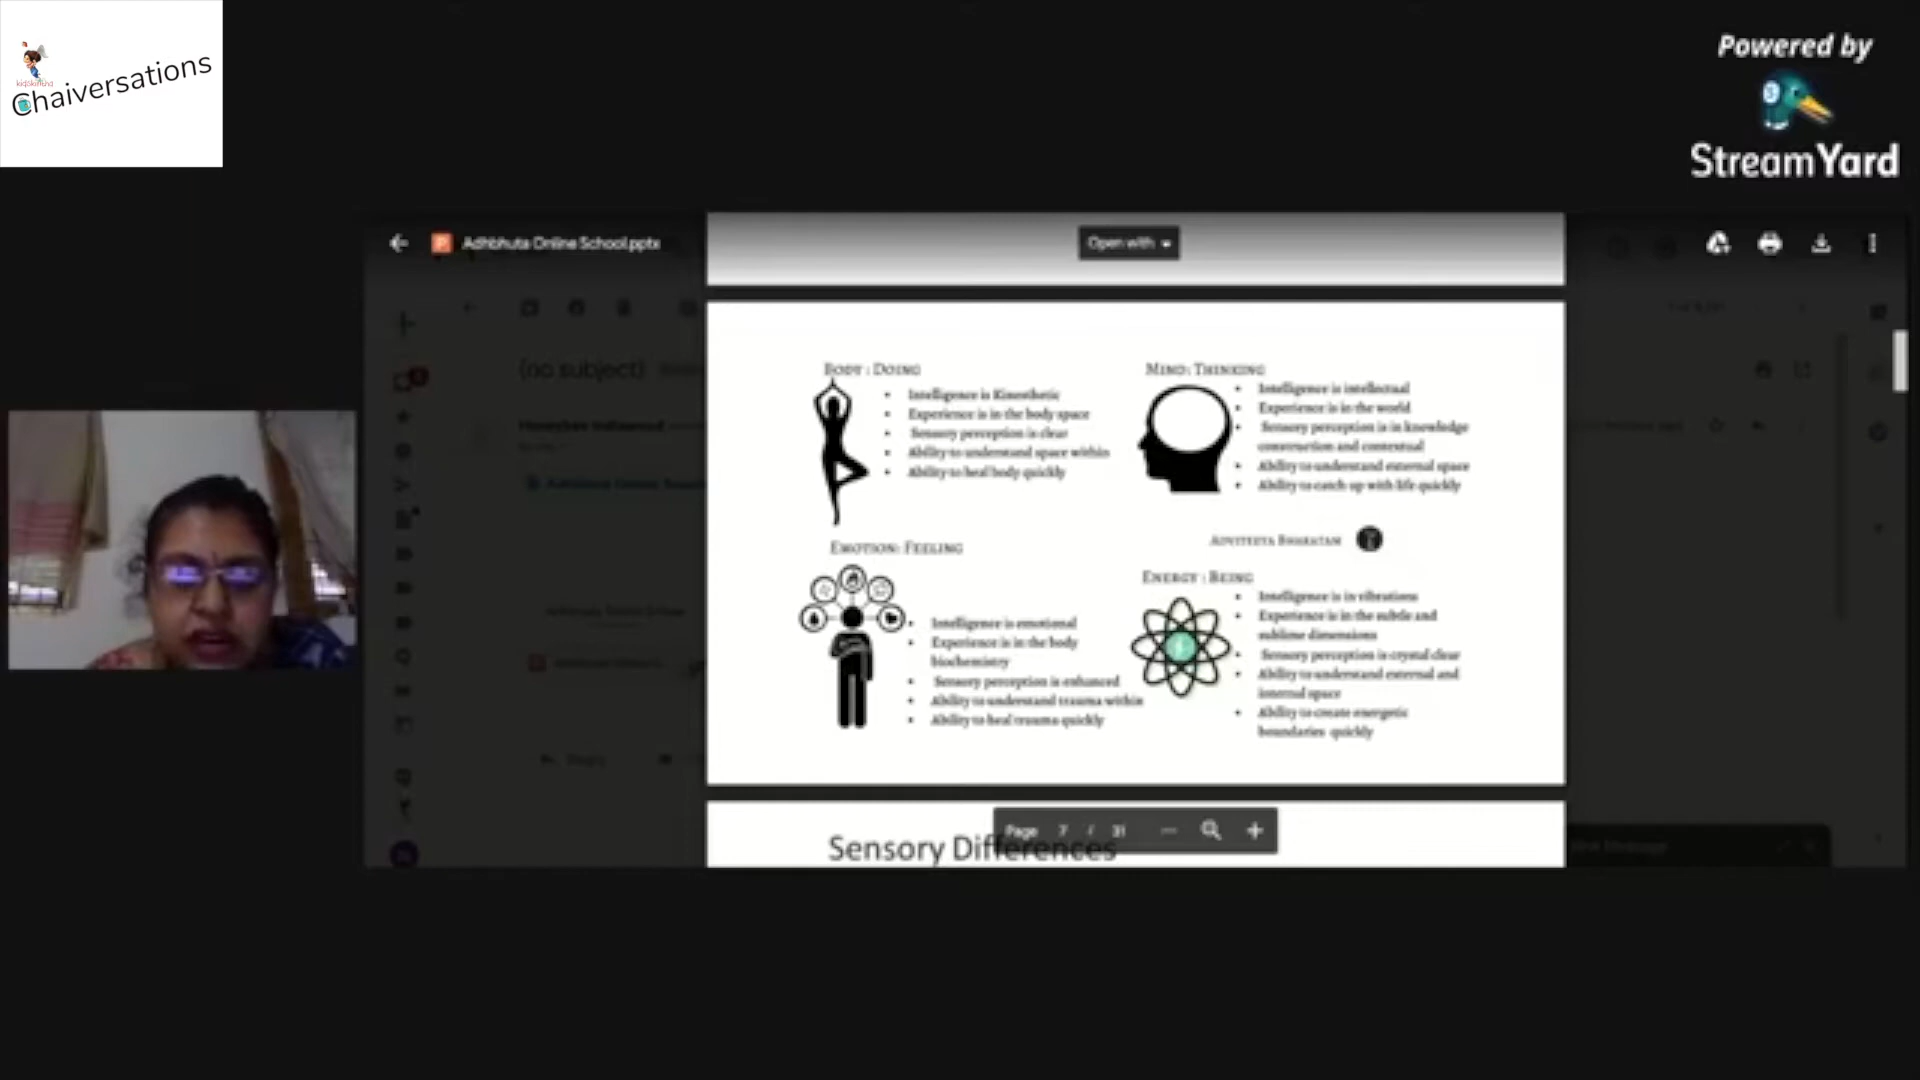 kidskintha
Chaiversations
Powered by
StreamYard
Adhbhuta Online School.pptx
Open with
(no subject)
BODY : DOING
• Intelligence is Kinesthetic
• Experience is in the body space
• Sensory perception is clear
• Ability to understand space within
• Ability to heal body quickly
MIND: THINKING
• Intelligence is intellectual
• Experience is in the world
• Sensory perception is in knowledge
construction and contextual
• Ability to understand external space
• Ability to catch up with life quickly
EMOTION: FEELING
• Intelligence is emotional
• Experience is in the body
biochemistry
• Sensory perception is enhanced
• Ability to understand trauma within
• Ability to heal trauma quickly
ADVITEEYA BHARATAM
ENERGY : BEING
• Intelligence is in vibrations
• Experience is in the subtle and
sublime dimensions
• Sensory perception is crystal clear
• Ability to understand external and
internal space
• Ability to create energetic
boundaries quickly
Page 7 / 31
Sensory Differences
Reply